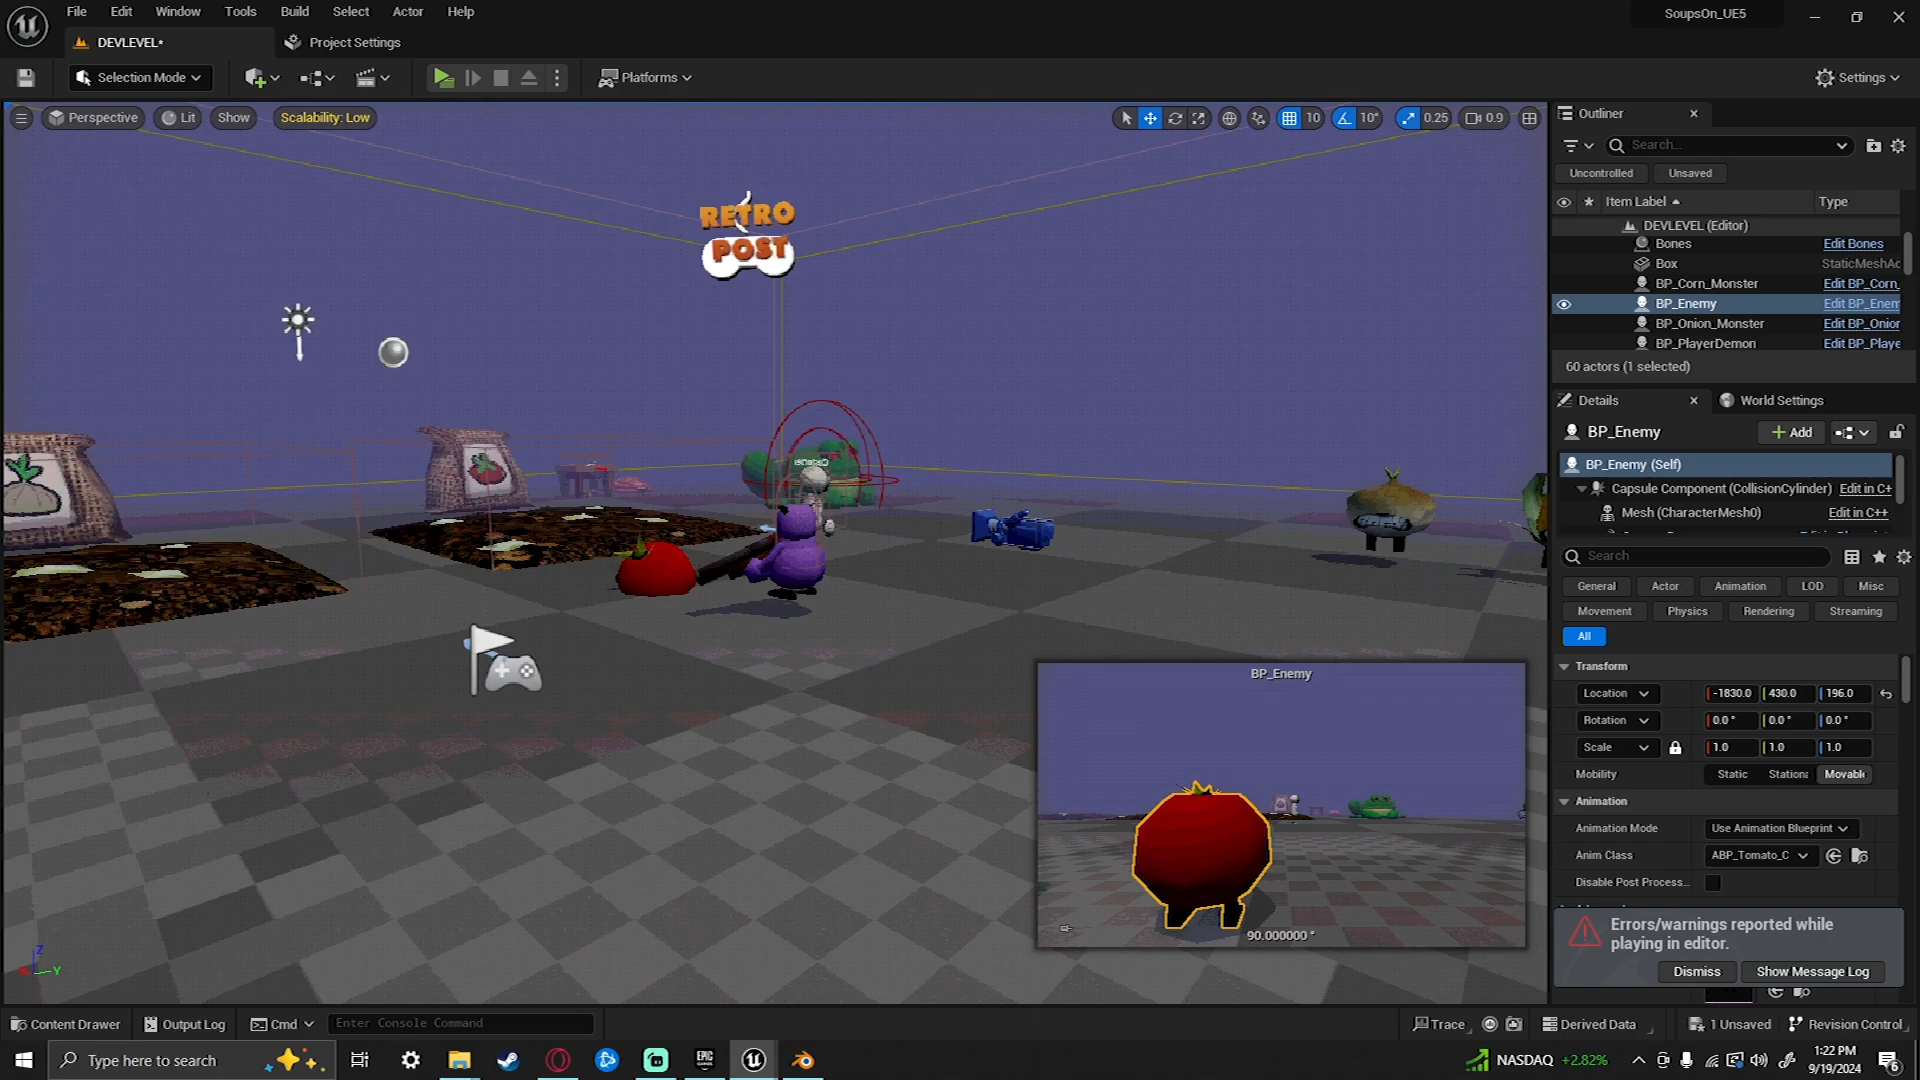 File Edit Window Tools Build Select Actor Help
SoupsOn_UE5
DEVLEVEL*
Project Settings
Selection Mode
Platforms
Settings
Perspective
Lit
Show
Scalability: Low
10
10°
0.25
0.9
RETRO
POST
BP_Enemy
90.000000 °
Outliner
Search...
Uncontrolled
Unsaved
Item Label
Type
DEVLEVEL (Editor)
Bones
Edit Bones
Box
StaticMeshAc
BP_Corn_Monster
Edit BP_Corn_
BP_Enemy
Edit BP_Enem
BP_Onion_Monster
Edit BP_Onior
BP_PlayerDemon
Edit BP_Playe
60 actors (1 selected)
Details
World Settings
BP_Enemy
Add
BP_Enemy (Self)
Capsule Component (CollisionCylinder)
Edit in C+
Mesh (CharacterMesh0)
Edit in C++
Search
General
Actor
Animation
LOD
Misc
Movement
Physics
Rendering
Streaming
All
Transform
Location
-1830.0
430.0
196.0
Rotation
0.0 °
0.0 °
0.0 °
Scale
1.0
1.0
1.0
Mobility
Static
Stationa
Movable
Animation
Animation Mode
Use Animation Blueprint
Anim Class
ABP_Tomato_C
Disable Post Process...
Errors/warnings reported while
playing in editor.
Dismiss
Show Message Log
Z
Y
Content Drawer
Output Log
Cmd
Enter Console Command
Trace
Derived Data
1 Unsaved
Revision Control
Type here to search
EPIC
GAMES
NASDAQ +2.82%
1:22 PM
9/19/2024
6